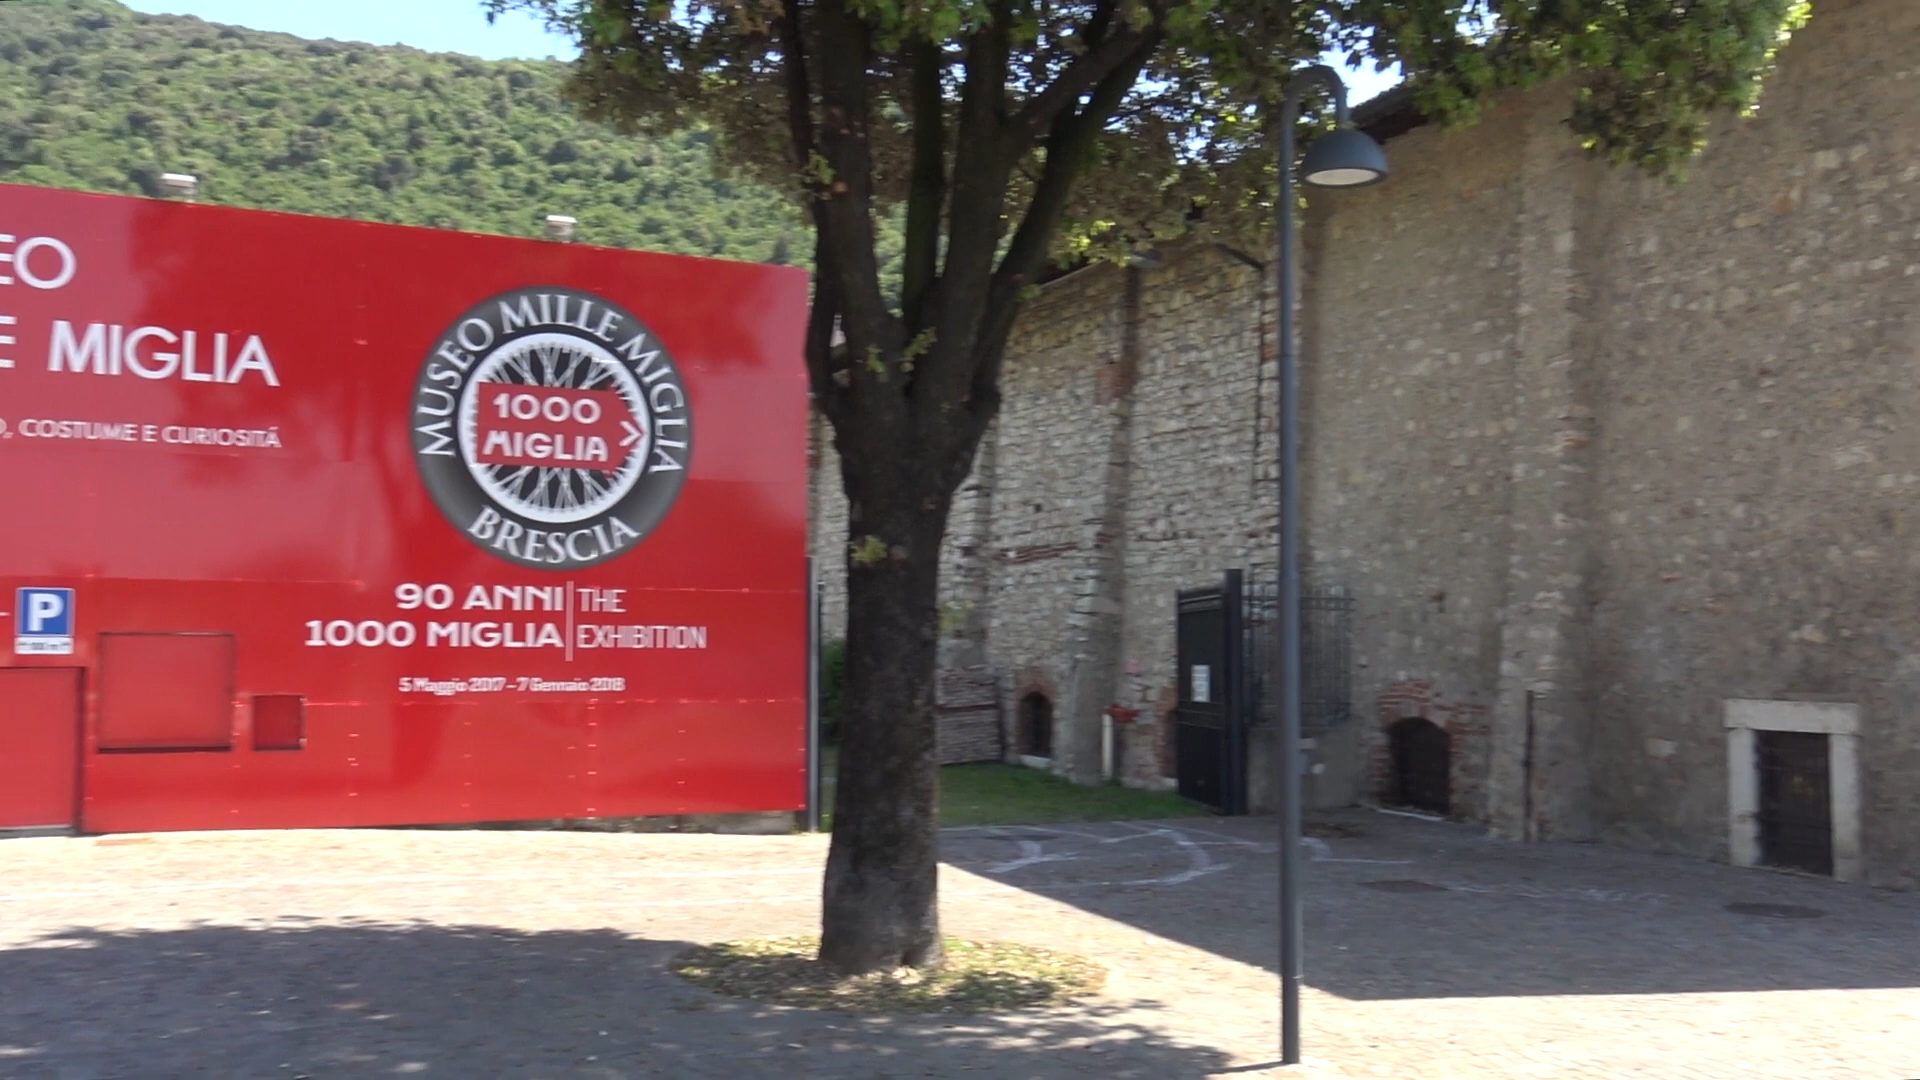 EO
E MIGLIA
O, COSTUME E CURIOSITÁ
MUSEO MILLE MIGLIA
1000
MIGLIA
BRESCIA
90 ANNI THE
1000 MIGLIA EXHIBITION
5 Maggio 2017 - 7 Gennaio 2018
P